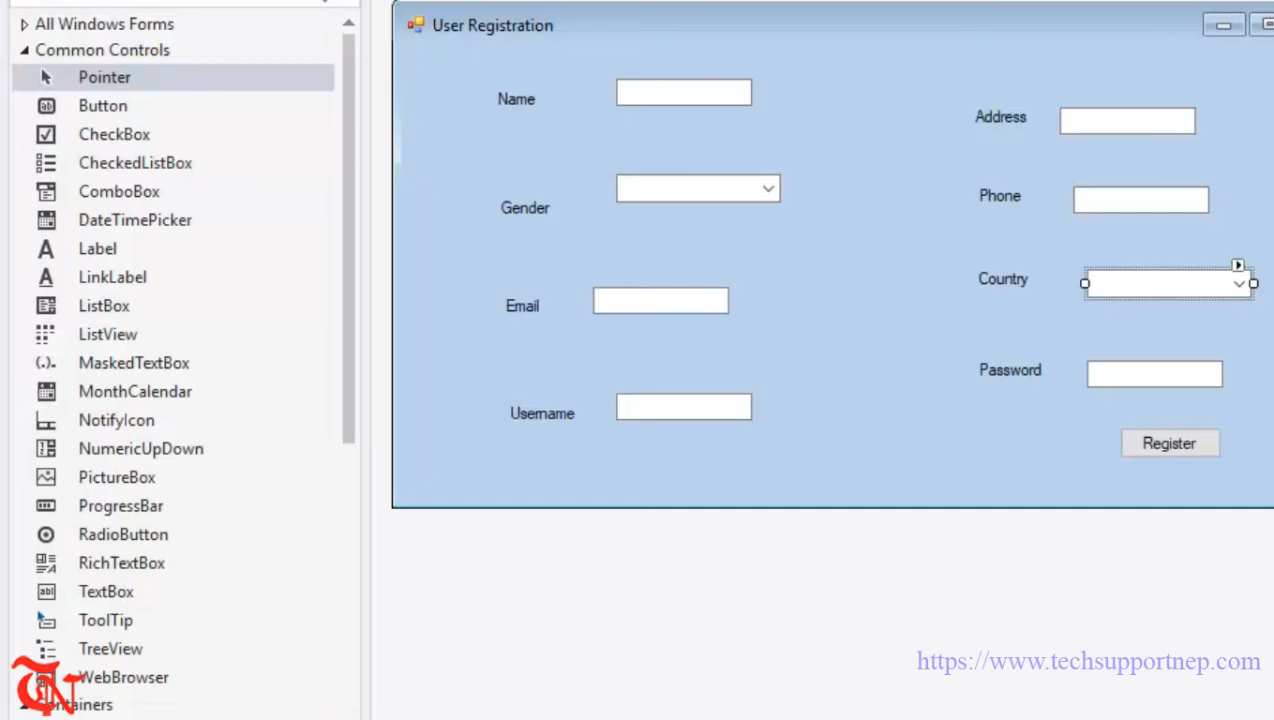 All Windows Forms
Common Controls
Pointer
Button
CheckBox
CheckedListBox
ComboBox
DateTimePicker
Label
LinkLabel
ListBox
ListView
MaskedTextBox
MonthCalendar
NotifyIcon
NumericUpDown
PictureBox
ProgressBar
RadioButton
RichTextBox
TextBox
ToolTip
TreeView
WebBrowser
Containers
User Registration
Name
Gender
Email
Username
Address
Phone
Country
Password
Register
https://www.techsupportnep.com
TN